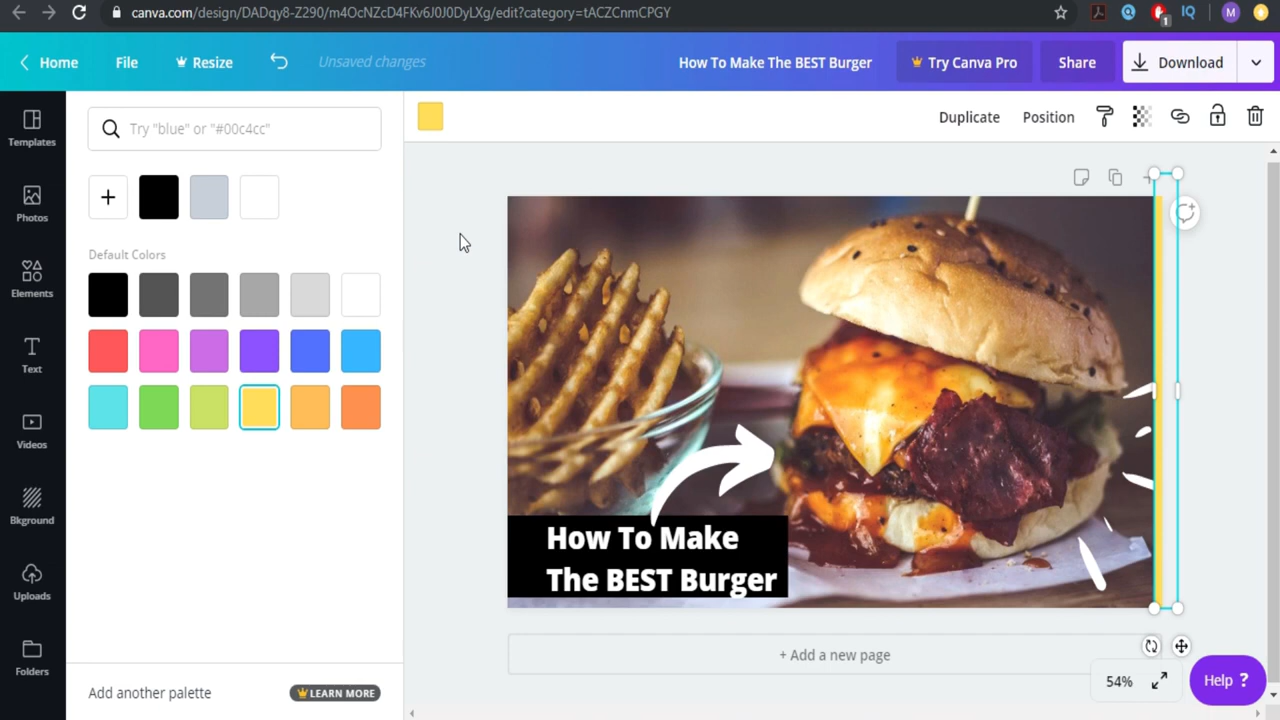 canva.com/design/DADqy8-Z290/m4OcNZcD4FKv6J0J0DyLXg/edit?category=tACZCnmCPGY
IQ
M
1
Home
File
Resize
Unsaved changes
How To Make The BEST Burger
Try Canva Pro
Share
Download
Templates
Photos
Elements
Text
Videos
Bkground
Uploads
Folders
Try "blue" or "#00c4cc"
Default Colors
Add another palette
LEARN MORE
Duplicate
Position
How To Make
The BEST Burger
+ Add a new page
54%
Help ?